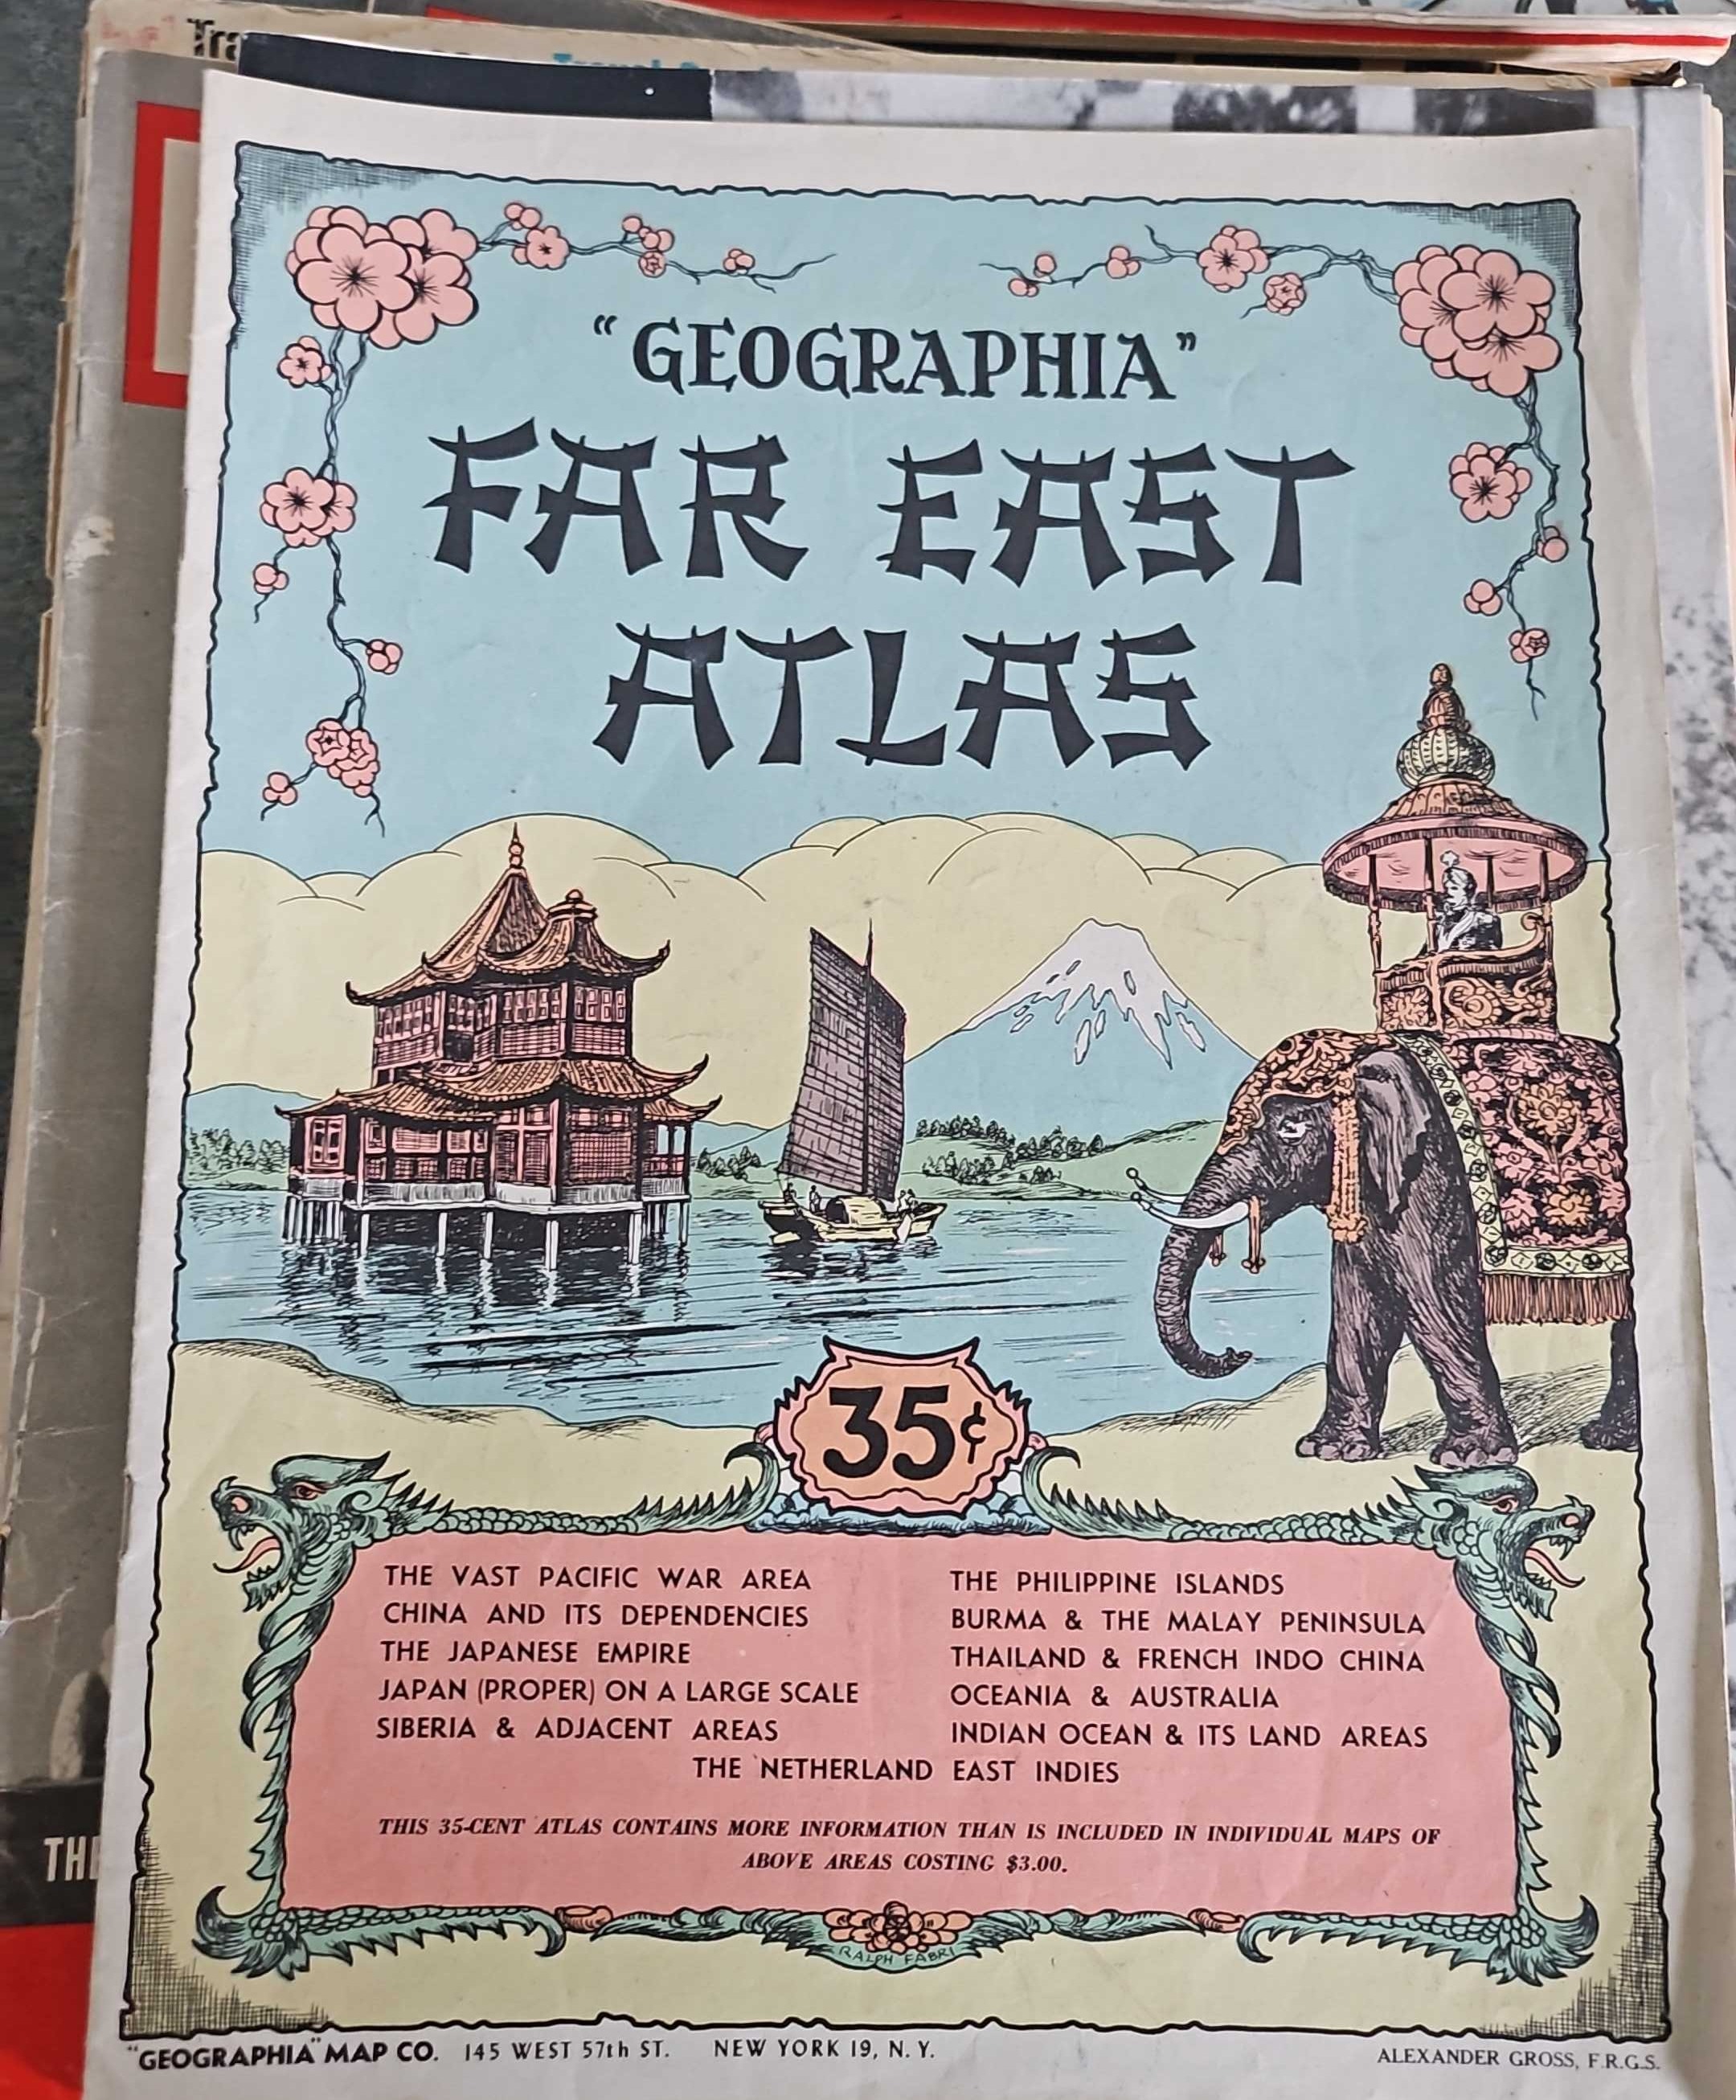 Tra
"GEOGRAPHIA"
FAR EAST
ATLAS
35¢
THE VAST PACIFIC WAR AREA
CHINA AND ITS DEPENDENCIES
THE JAPANESE EMPIRE
JAPAN (PROPER) ON A LARGE SCALE
SIBERIA & ADJACENT AREAS
THE PHILIPPINE ISLANDS
BURMA & THE MALAY PENINSULA
THAILAND & FRENCH INDO CHINA
OCEANIA & AUSTRALIA
INDIAN OCEAN & ITS LAND AREAS
THE NETHERLAND EAST INDIES
THIS 35-CENT ATLAS CONTAINS MORE INFORMATION THAN IS INCLUDED IN INDIVIDUAL MAPS OF
ABOVE AREAS COSTING $3.00.
RALPH FABRI
THE
"GEOGRAPHIA" MAP CO. 145 WEST 57th ST. NEW YORK 19, N. Y.
ALEXANDER GROSS, F.R.G.S.